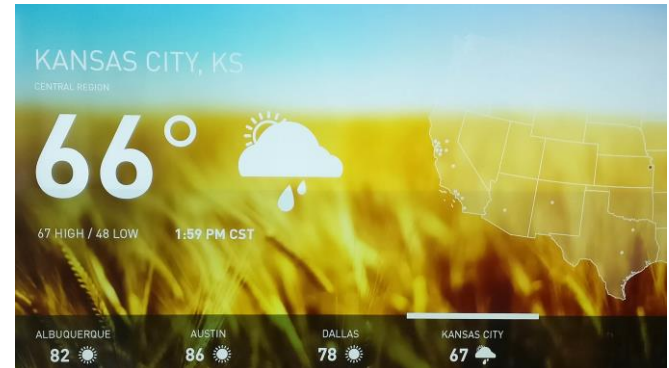 KANSAS CITY, KS
CENTRAL REGION
66°
67 HIGH / 48 LOW 1:59 PM CST
ALBUQUERQUE AUSTIN DALLAS KANSAS CITY
82 86 78 67